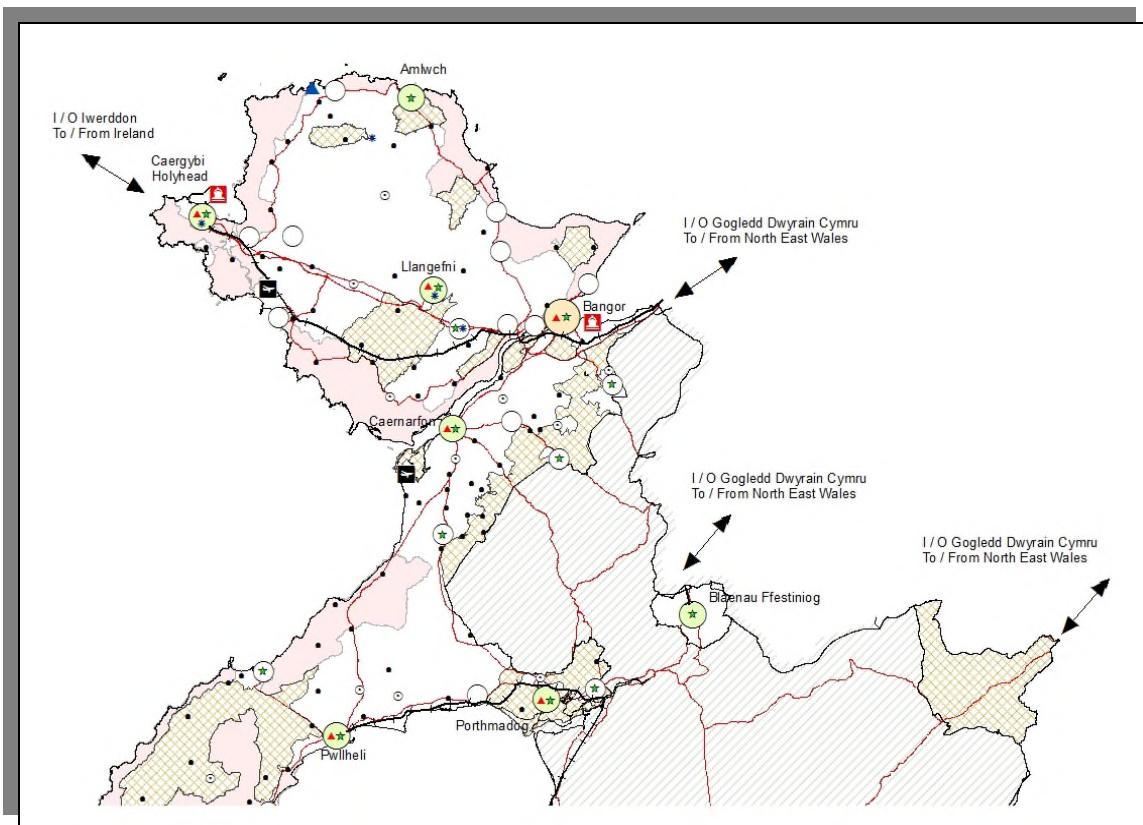 Amlwch
I / O Iwerddon
To / From Ireland
Caergybi
Holyhead
I / O Gogledd Dwyrain Cymru
To / From North East Wales
Llangefni
Bangor
Caernarfon
I / O Gogledd Dwyrain Cymru
To / From North East Wales
I / O Gogledd Dwyrain Cymru
To / From North East Wales
Blaenau Ffestiniog
Porthmadog
Pwllheli